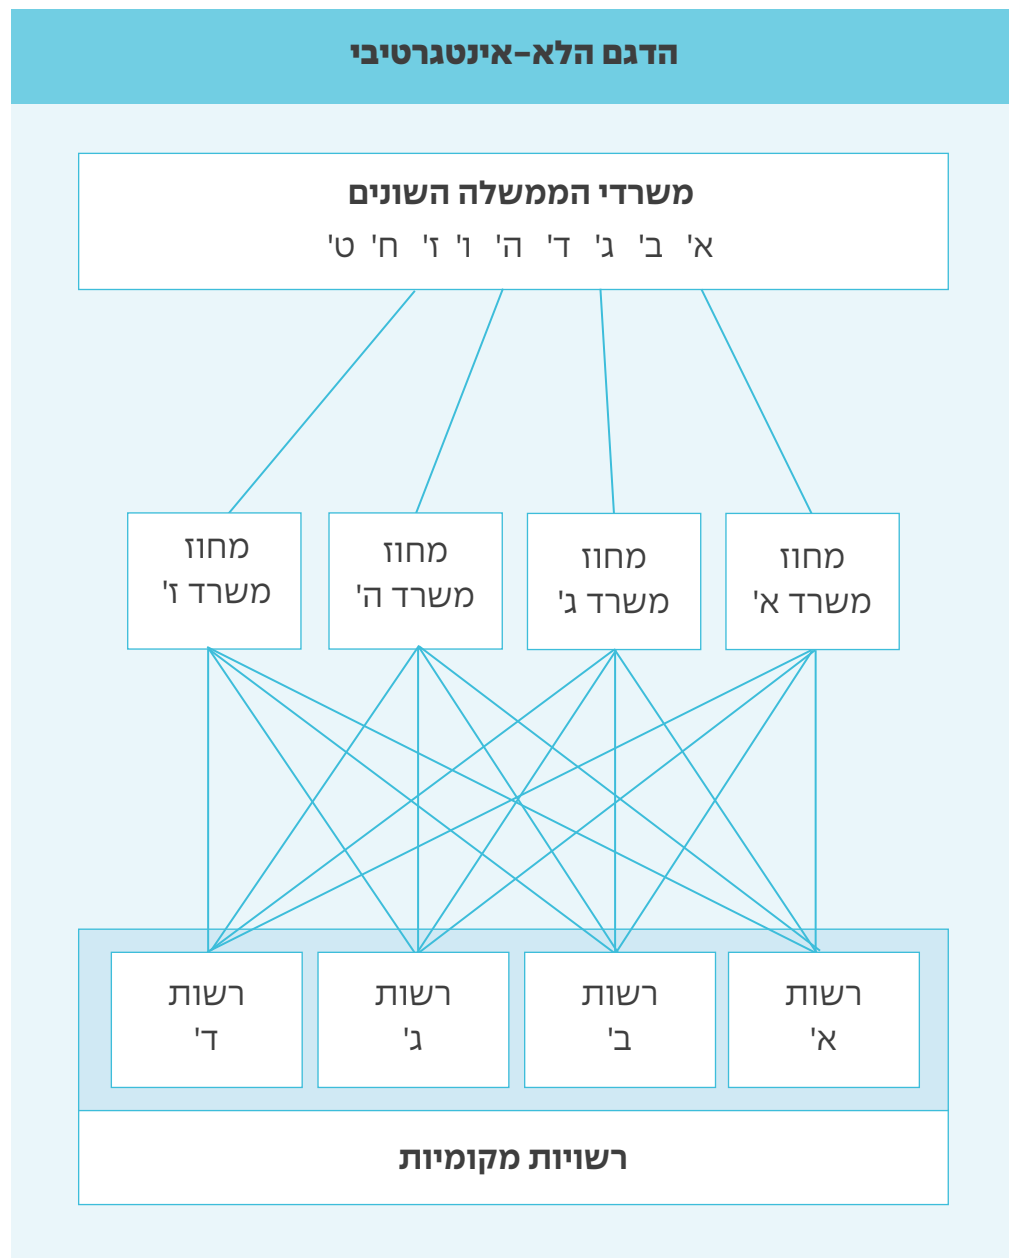 הדגם הלא-אינטגרטיבי
משרדי הממשלה השונים
א' ב' ג' ד' ה' ו' ז' ח' ט'
מחוז
משרד א'
מחוז
משרד ג'
מחוז
משרד ה'
מחוז
משרד ז'
רשות
א'
רשות
ב'
רשות
ג'
רשות
ד'
רשויות מקומיות